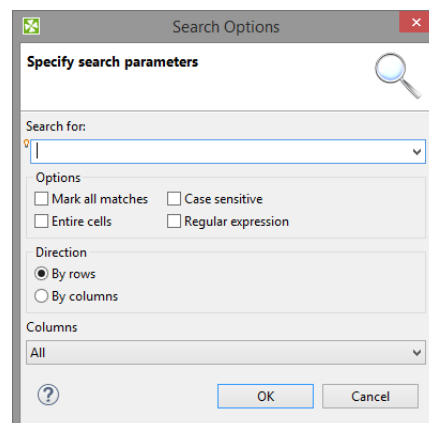 Search Options
Specify search parameters
Search for:
Options
Mark all matches Case sensitive
Entire cells Regular expression
Direction
By rows
By columns
Columns
All
? OK Cancel